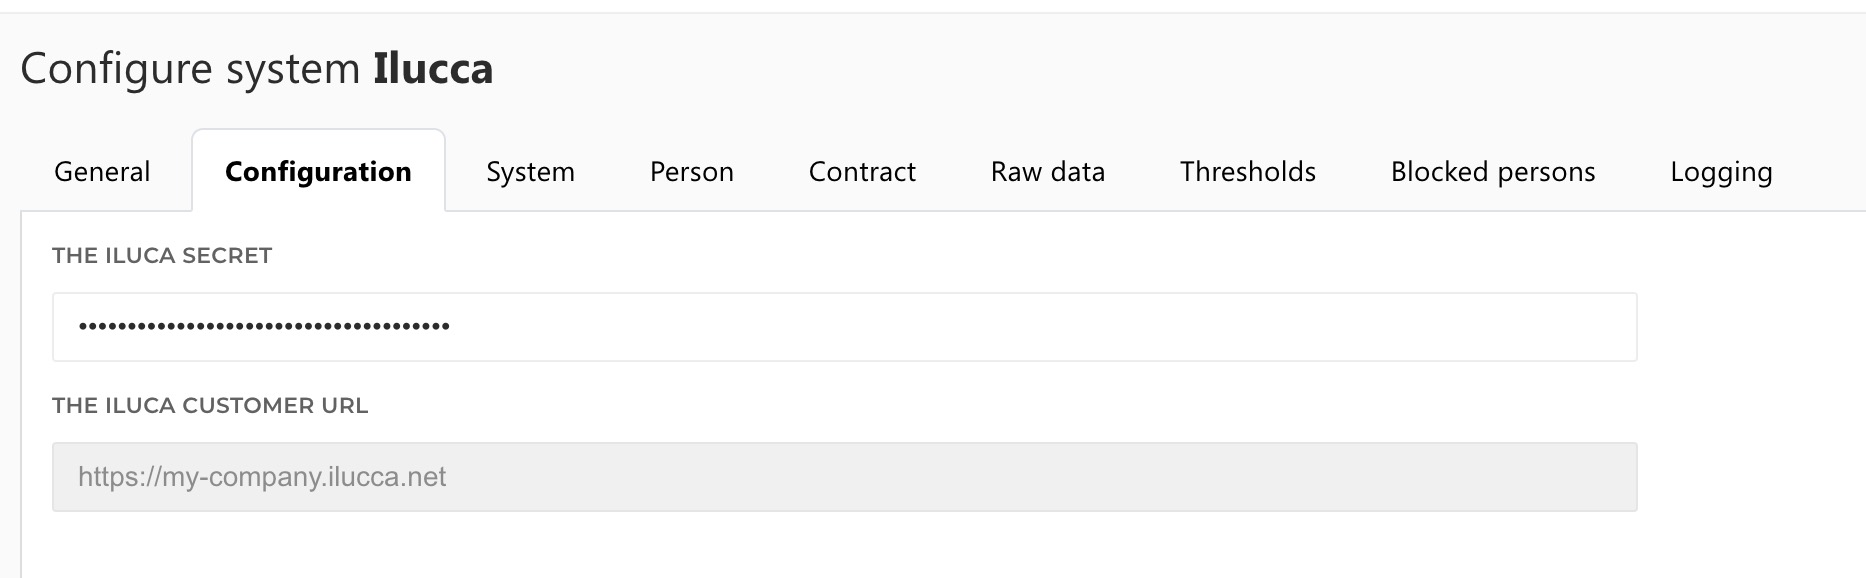 Configure system Ilucca
General Configuration System Person Contract Raw data Thresholds Blocked persons Logging
THE ILUCA SECRET
••••••••••••••••••••••••••••••••••••••
THE ILUCA CUSTOMER URL
https://my-company.ilucca.net